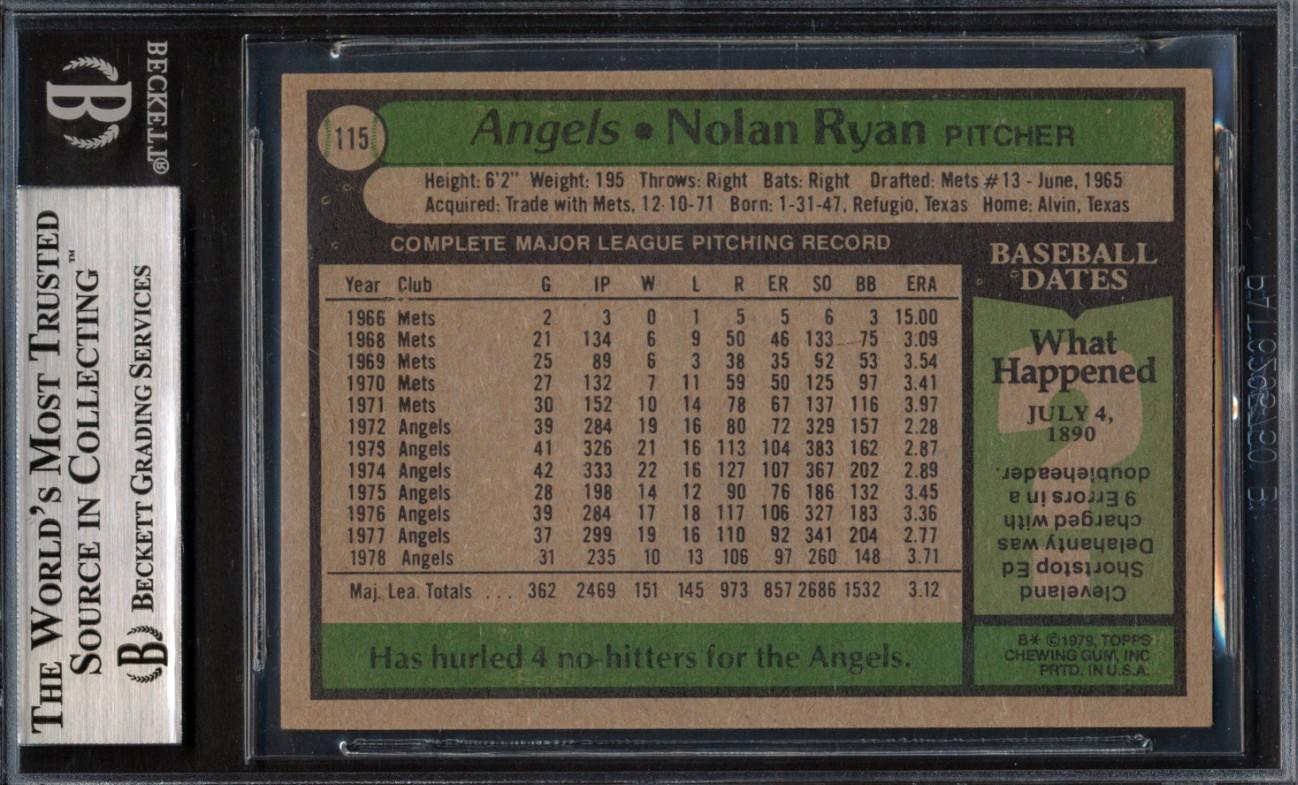 BECKETT®
B
THE WORLD'S MOST TRUSTED
SOURCE IN COLLECTING™
B BECKETT GRADING SERVICES
115
Angels • Nolan Ryan PITCHER
Height: 6'2" Weight: 195 Throws: Right Bats: Right Drafted: Mets #13 - June, 1965
Acquired: Trade with Mets, 12-10-71 Born: 1-31-47, Refugio, Texas Home: Alvin, Texas
COMPLETE MAJOR LEAGUE PITCHING RECORD
Year Club G IP W L R ER SO BB ERA
1966 Mets 2 3 0 1 5 5 6 3 15.00
1968 Mets 21 134 6 9 50 46 133 75 3.09
1969 Mets 25 89 6 3 38 35 92 53 3.54
1970 Mets 27 132 7 11 59 50 125 97 3.41
1971 Mets 30 152 10 14 78 67 137 116 3.97
1972 Angels 39 284 19 16 80 72 329 157 2.28
1973 Angels 41 326 21 16 113 104 383 162 2.87
1974 Angels 42 333 22 16 127 107 367 202 2.89
1975 Angels 28 198 14 12 90 76 186 132 3.45
1976 Angels 39 284 17 18 117 106 327 183 3.36
1977 Angels 37 299 19 16 110 92 341 204 2.77
1978 Angels 31 235 10 13 106 97 260 148 3.71
Maj. Lea. Totals ... 362 2469 151 145 973 857 2686 1532 3.12
Has hurled 4 no-hitters for the Angels.
BASEBALL
DATES
What
Happened
JULY 4,
1890
Cleveland
Shortstop Ed
Delahanty was
charged with
9 Errors in a
doubleheader.
B* ©1979, TOPPS
CHEWING GUM, INC
PRTD. IN U.S.A.